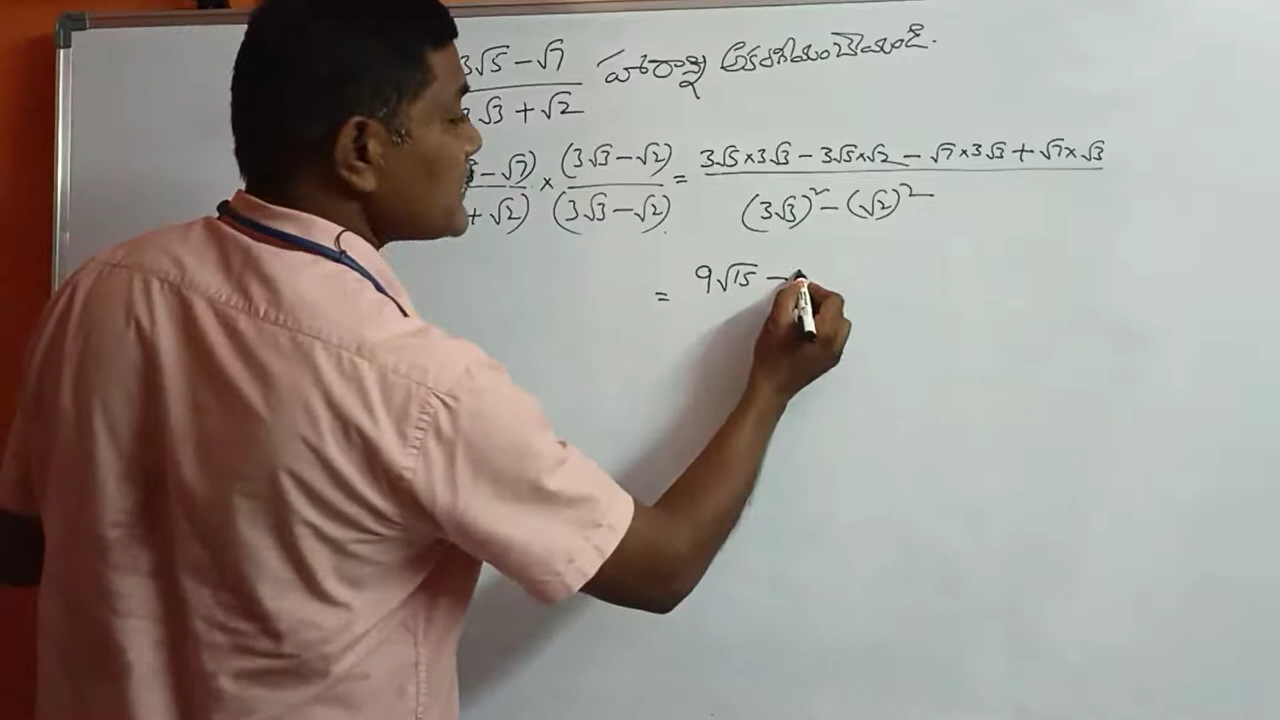 3√5 − √7 / 3√3 + √2 హారాన్ని అకరణీయం చేయండి.
− √7) / + √2) × (3√3 − √2) / (3√3 − √2) = 3√5 × 3√3 − 3√5 × √2 − √7 × 3√3 + √7 × √3 / (3√3)² − (√2)²
= 9√15 −